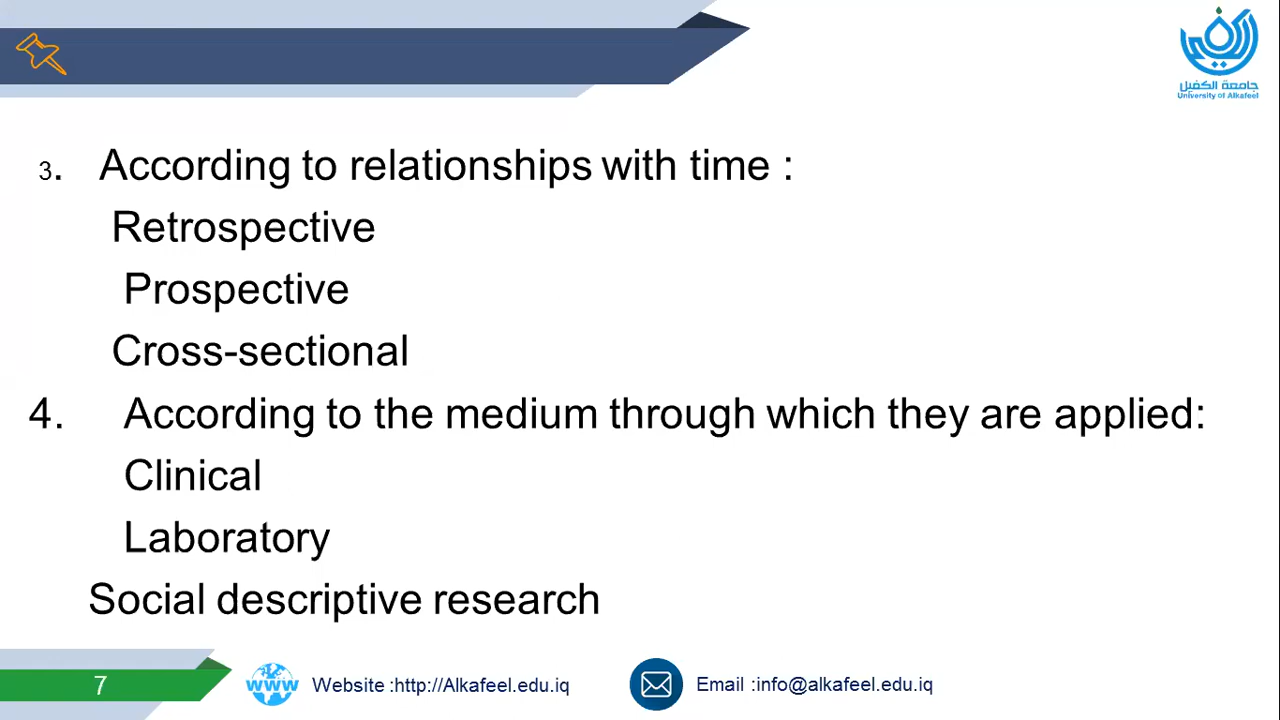 جامعة الكفيل
University of Alkafeel
3. According to relationships with time :
Retrospective
Prospective
Cross-sectional
4. According to the medium through which they are applied:
Clinical
Laboratory
Social descriptive research
7
WWW
Website :http://Alkafeel.edu.iq
Email :info@alkafeel.edu.iq